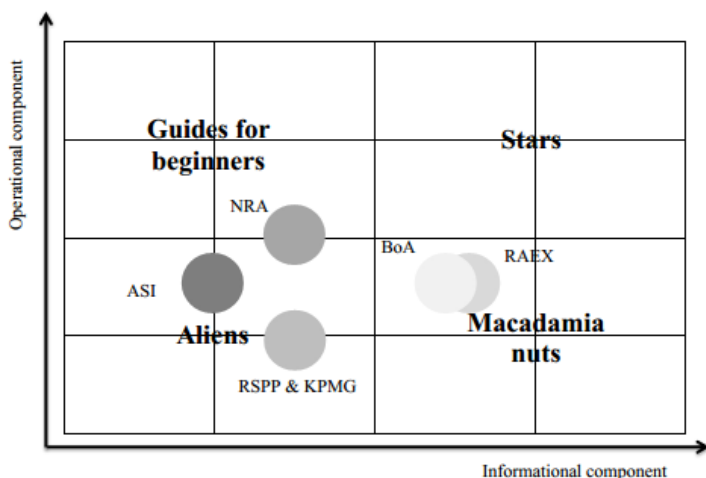 Operational component
Guides for
beginners
Stars
NRA
BoA
RAEX
ASI
Aliens
Macadamia
nuts
RSPP & KPMG
Informational component